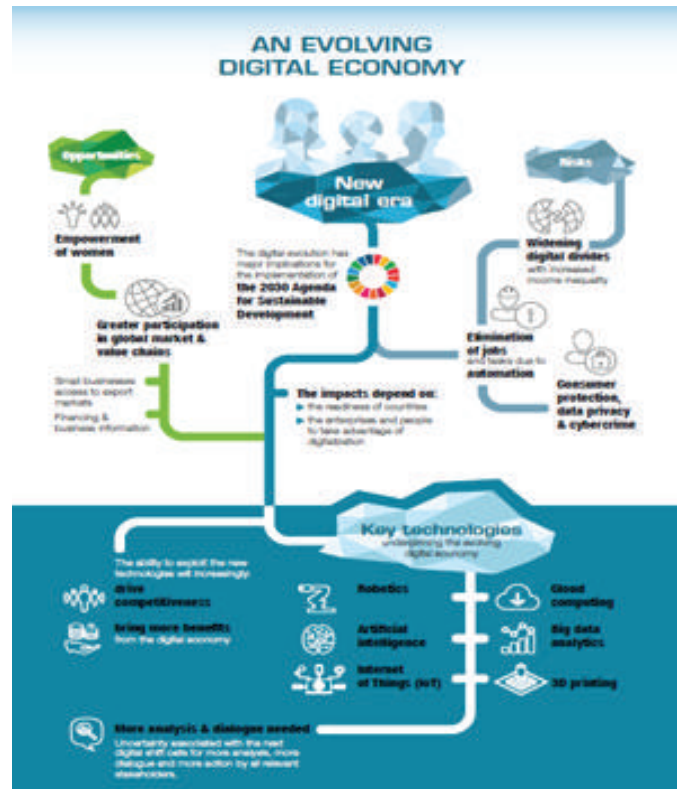 AN EVOLVING
DIGITAL ECONOMY
Opportunities
New
digital era
Risks
Empowerment
of women
Greater participation
in global market &
value chains
Small businesses
access to export
markets
Financing &
business information
The digital evolution has
major implications for
the implementation of
the 2030 Agenda
for Sustainable
Development
The impacts depend on:
the readiness of countries
the enterprises and people
to take advantage of
digitalization
Widening
digital divides
with increased
income inequality
Elimination
of jobs
and tasks due to
automation
Consumer
protection,
data privacy
& cybercrime
Key technologies
underpinning the evolving
digital economy
The ability to exploit the new
technologies will increasingly:
drive
competitiveness
bring more benefits
from the digital economy
Robotics
Artificial
intelligence
Internet
of Things (IoT)
Cloud
computing
Big data
analytics
3D printing
More analysis & dialogue needed
Uncertainty associated with the next
digital shift calls for more analysis, more
dialogue and more action by all relevant
stakeholders.